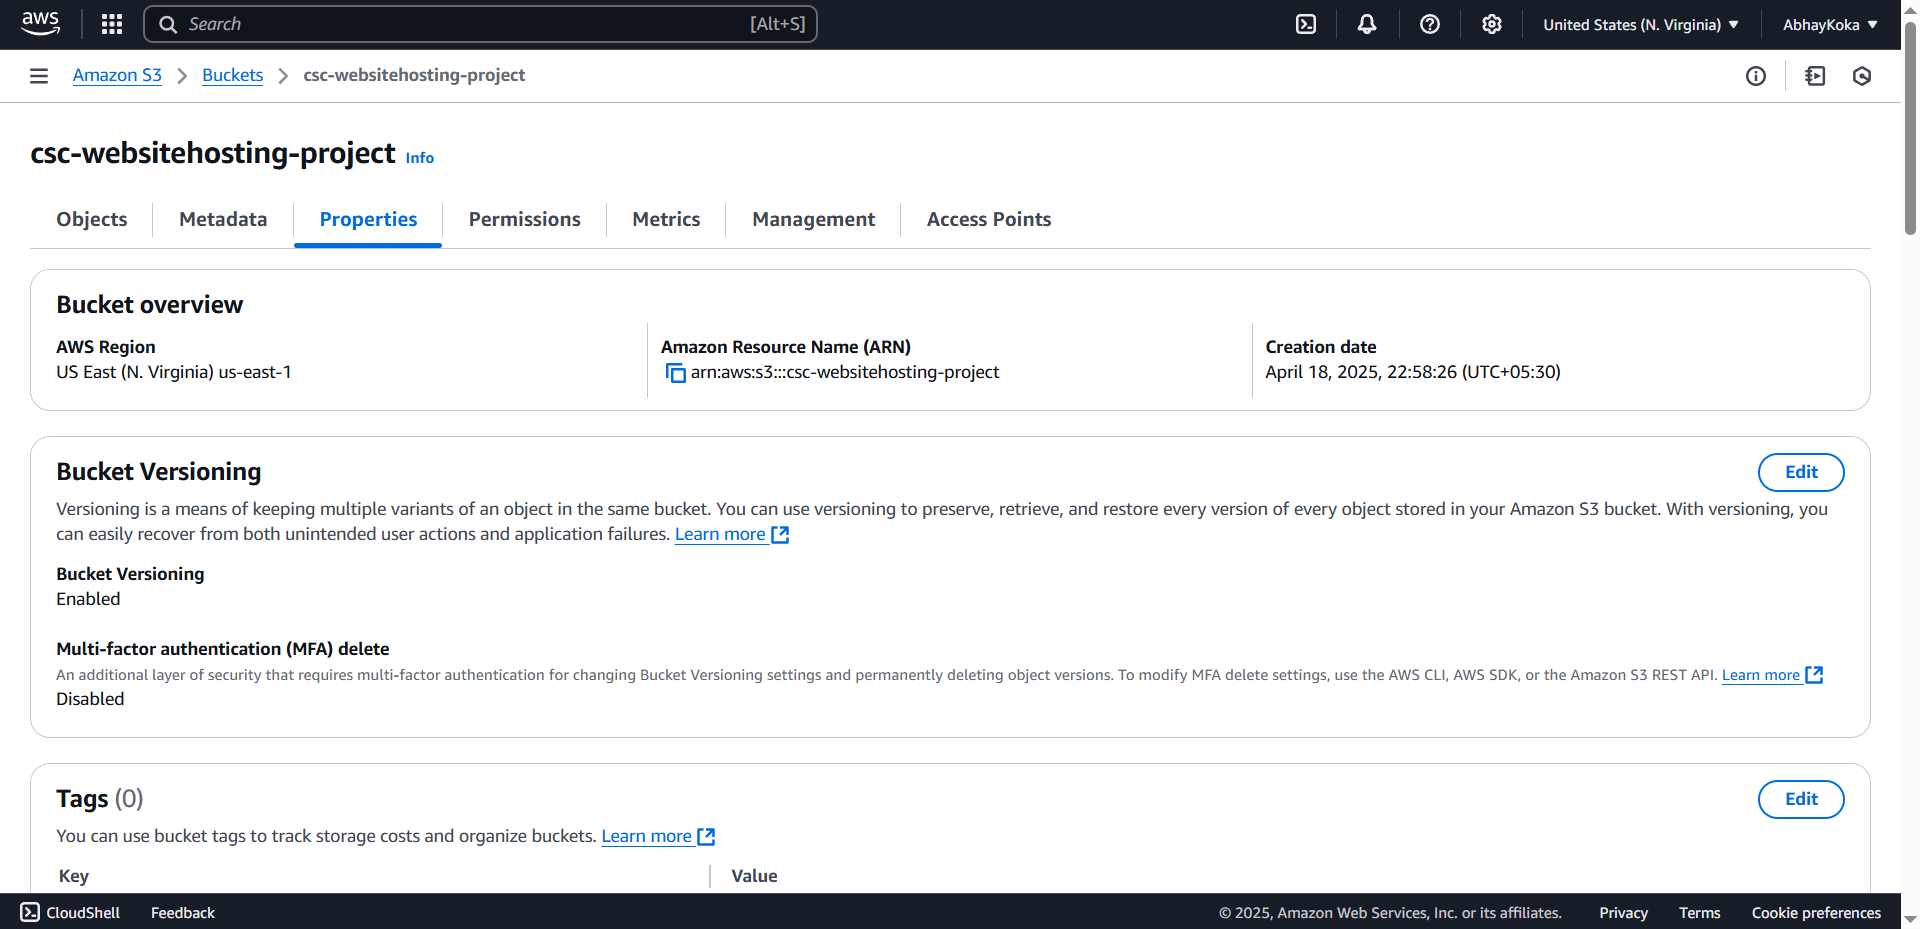 aws
Search [Alt+S]
United States (N. Virginia)
AbhayKoka
Amazon S3 > Buckets > csc-websitehosting-project
csc-websitehosting-project Info
Objects
Metadata
Properties
Permissions
Metrics
Management
Access Points
Bucket overview
AWS Region
US East (N. Virginia) us-east-1
Amazon Resource Name (ARN)
arn:aws:s3:::csc-websitehosting-project
Creation date
April 18, 2025, 22:58:26 (UTC+05:30)
Bucket Versioning
Edit
Versioning is a means of keeping multiple variants of an object in the same bucket. You can use versioning to preserve, retrieve, and restore every version of every object stored in your Amazon S3 bucket. With versioning, you
can easily recover from both unintended user actions and application failures. Learn more
Bucket Versioning
Enabled
Multi-factor authentication (MFA) delete
An additional layer of security that requires multi-factor authentication for changing Bucket Versioning settings and permanently deleting object versions. To modify MFA delete settings, use the AWS CLI, AWS SDK, or the Amazon S3 REST API. Learn more
Disabled
Tags (0)
Edit
You can use bucket tags to track storage costs and organize buckets. Learn more
Key
Value
CloudShell
Feedback
© 2025, Amazon Web Services, Inc. or its affiliates.
Privacy
Terms
Cookie preferences